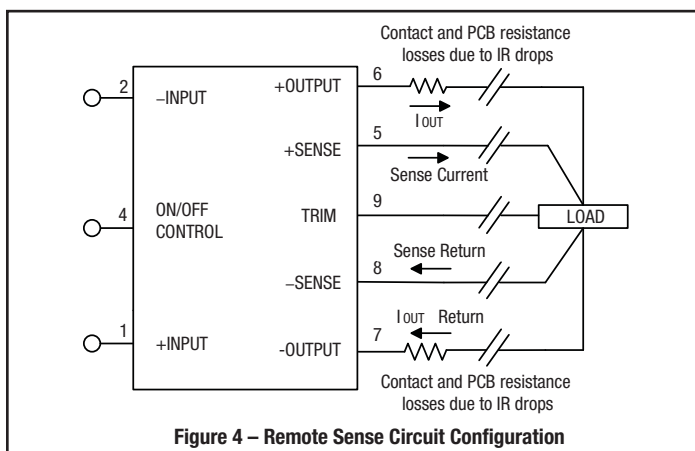 Contact and PCB resistance
losses due to IR drops
6
+OUTPUT
IOUT
2
–INPUT
5
+SENSE
Sense Current
4
ON/OFF
CONTROL
9
TRIM
LOAD
Sense Return
8
–SENSE
IOUT Return
7
1
+INPUT
-OUTPUT
Contact and PCB resistance
losses due to IR drops
Figure 4 – Remote Sense Circuit Configuration